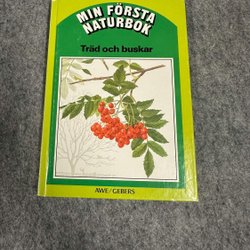 MIN FÖRSTA
NATURBOK
Träd och buskar
AWE/GEBERS